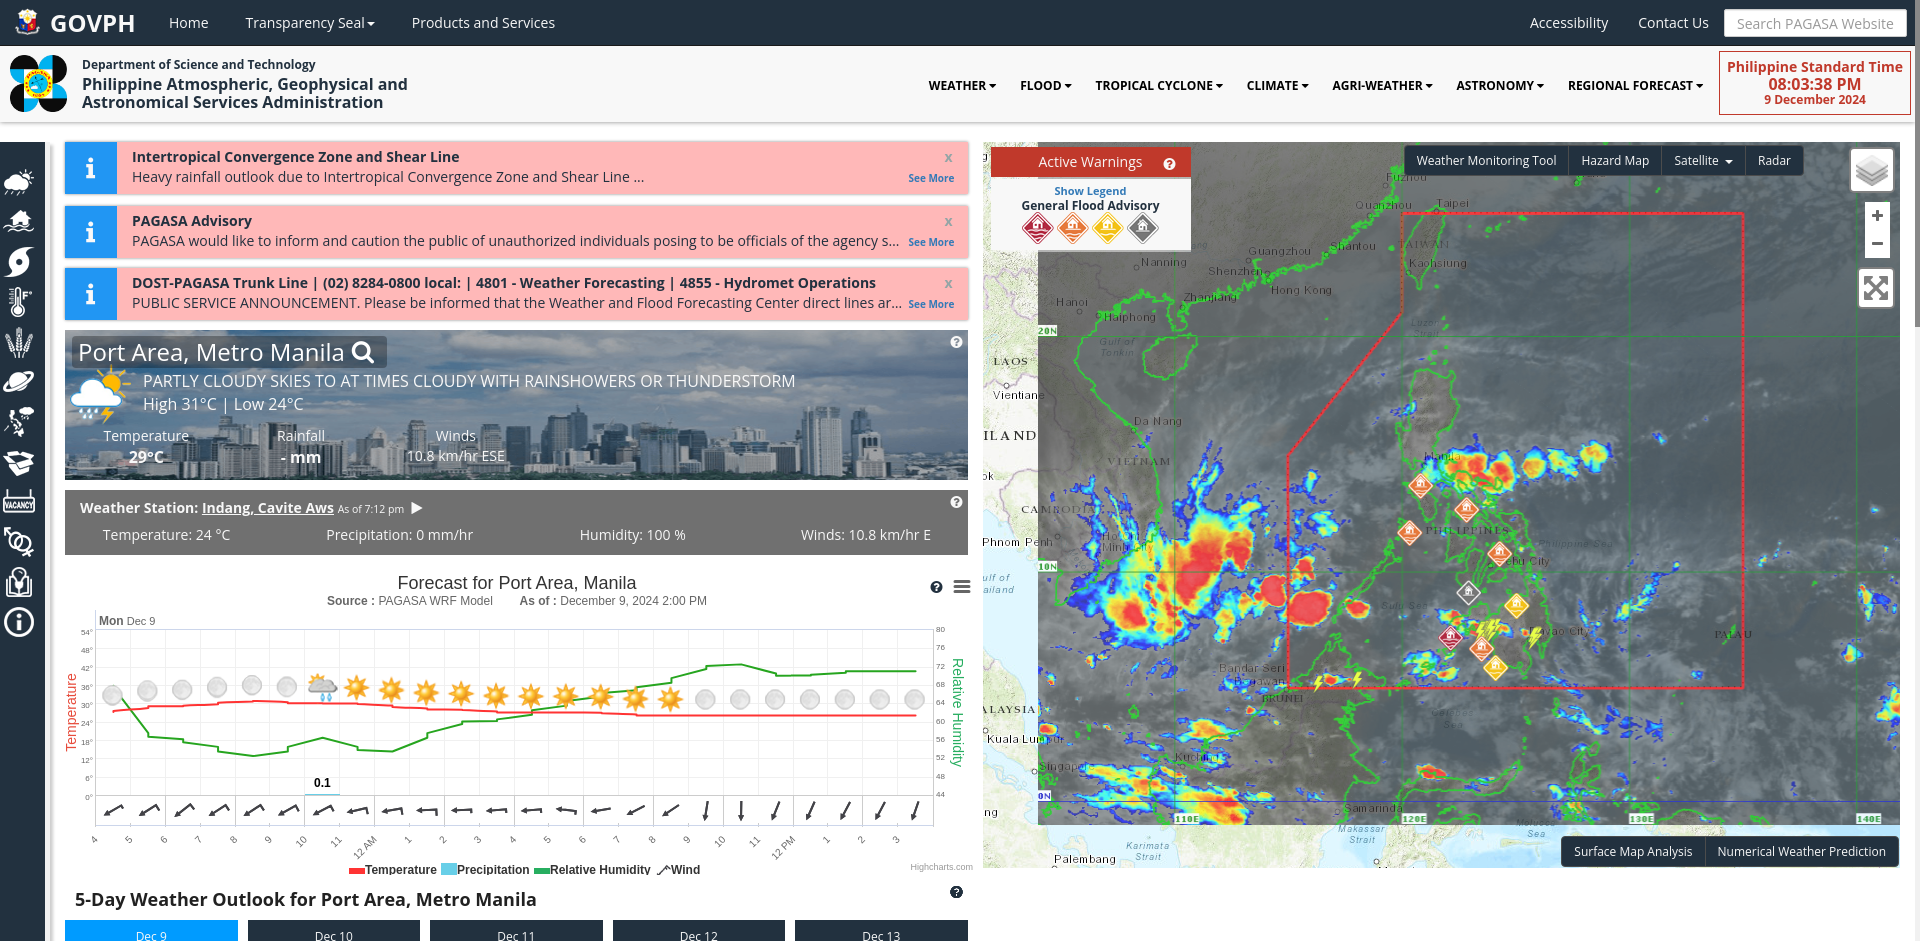 GOVPH Home Transparency Seal Products and Services Accessibility Contact Us Search PAGASA Website
Department of Science and Technology
Philippine Atmospheric, Geophysical and
Astronomical Services Administration
WEATHER FLOOD TROPICAL CYCLONE CLIMATE AGRI-WEATHER ASTRONOMY REGIONAL FORECAST
Philippine Standard Time
08:03:38 PM
9 December 2024
VACANCY
Intertropical Convergence Zone and Shear Line x
Heavy rainfall outlook due to Intertropical Convergence Zone and Shear Line ... See More
PAGASA Advisory x
PAGASA would like to inform and caution the public of unauthorized individuals posing to be officials of the agency s... See More
DOST-PAGASA Trunk Line | (02) 8284-0800 local: | 4801 - Weather Forecasting | 4855 - Hydromet Operations x
PUBLIC SERVICE ANNOUNCEMENT. Please be informed that the Weather and Flood Forecasting Center direct lines ar... See More
Port Area, Metro Manila
PARTLY CLOUDY SKIES TO AT TIMES CLOUDY WITH RAINSHOWERS OR THUNDERSTORM
High 31°C | Low 24°C
Temperature Rainfall Winds
29°C - mm 10.8 km/hr ESE
Weather Station: Indang, Cavite Aws As of 7:12 pm
Temperature: 24 °C Precipitation: 0 mm/hr Humidity: 100 % Winds: 10.8 km/hr E
Forecast for Port Area, Manila
Source : PAGASA WRF Model As of : December 9, 2024 2:00 PM
Mon Dec 9
Temperature
54°
48°
42°
36°
30°
24°
18°
12°
6°
0°
Relative Humidity
80
76
72
68
64
60
56
52
48
44
0.1
4 5 6 7 8 9 10 11 12 AM 1 2 3 4 5 6 7 8 9 10 11 12 PM 1 2 3
Temperature Precipitation Relative Humidity Wind
Highcharts.com
5-Day Weather Outlook for Port Area, Metro Manila
Dec 9 Dec 10 Dec 11 Dec 12 Dec 13
Active Warnings
Show Legend
General Flood Advisory
Weather Monitoring Tool Hazard Map Satellite Radar
+
−
Fuzhou
Quanzhou Taipei
Guangzhou Shantou TAIWAN
Nanning Shenzhen Kaohsiung
Hanoi Zhanjiang Hong Kong
Haiphong
20N
Luzon
Strait
Gulf of
Tonkin
LAOS
Vientiane
Da Nang
VIETNAM
Manila
CAMBODIA
Phnom Penh
Minh City
PHILIPPINES
Philippine Sea
10N
Sulu Sea
PALAU
Bandar Seri
BRUNEI
ALAYSIA
Kuala Lumpur
Kuching
Singapore
0N
Samarinda
110E 120E 130E 140E
Makassar
Strait
Sea
Karimata
Strait
Palembang
Surface Map Analysis Numerical Weather Prediction